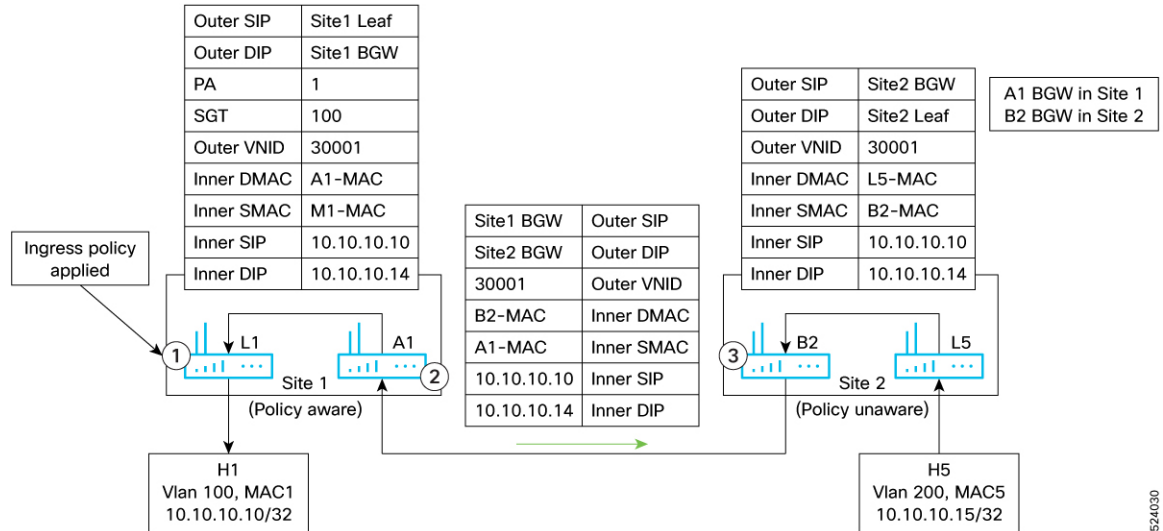 Outer SIP Site1 Leaf
Outer DIP Site1 BGW
PA 1
SGT 100
Outer VNID 30001
Inner DMAC A1-MAC
Inner SMAC M1-MAC
Inner SIP 10.10.10.10
Inner DIP 10.10.10.14
Outer SIP Site2 BGW
Outer DIP Site2 Leaf
Outer VNID 30001
Inner DMAC L5-MAC
Inner SMAC B2-MAC
Inner SIP 10.10.10.10
Inner DIP 10.10.10.14
A1 BGW in Site 1
B2 BGW in Site 2
Site1 BGW Outer SIP
Site2 BGW Outer DIP
30001 Outer VNID
B2-MAC Inner DMAC
A1-MAC Inner SMAC
10.10.10.10 Inner SIP
10.10.10.14 Inner DIP
Ingress policy
applied
1
L1
A1
2
Site 1
(Policy aware)
3
B2
L5
Site 2
(Policy unaware)
H1
Vlan 100, MAC1
10.10.10.10/32
H5
Vlan 200, MAC5
10.10.10.15/32
524030